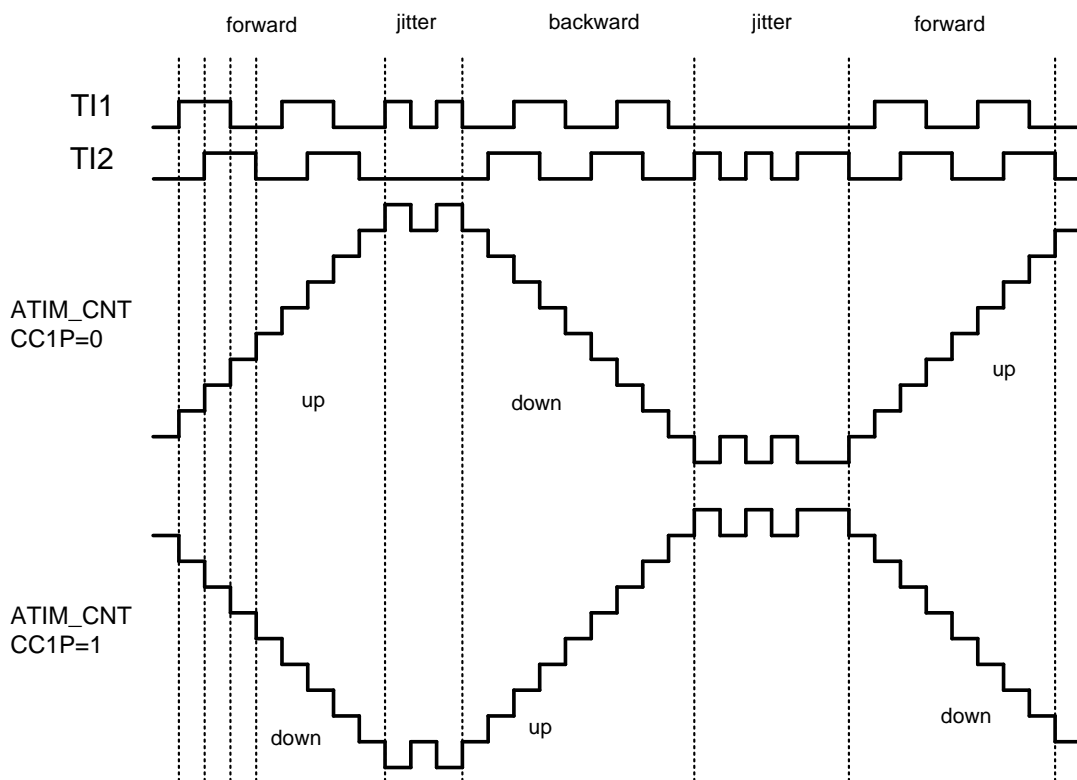 forward
jitter
backward
jitter
forward
TI1
TI2
ATIM_CNT
CC1P=0
up
down
up
ATIM_CNT
CC1P=1
down
up
down